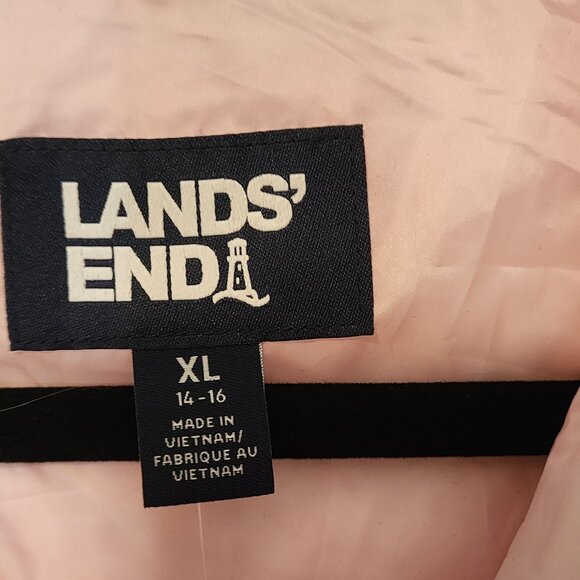 LANDS'
END
XL
14-16
MADE IN
VIETNAM/
FABRIQUE AU
VIETNAM